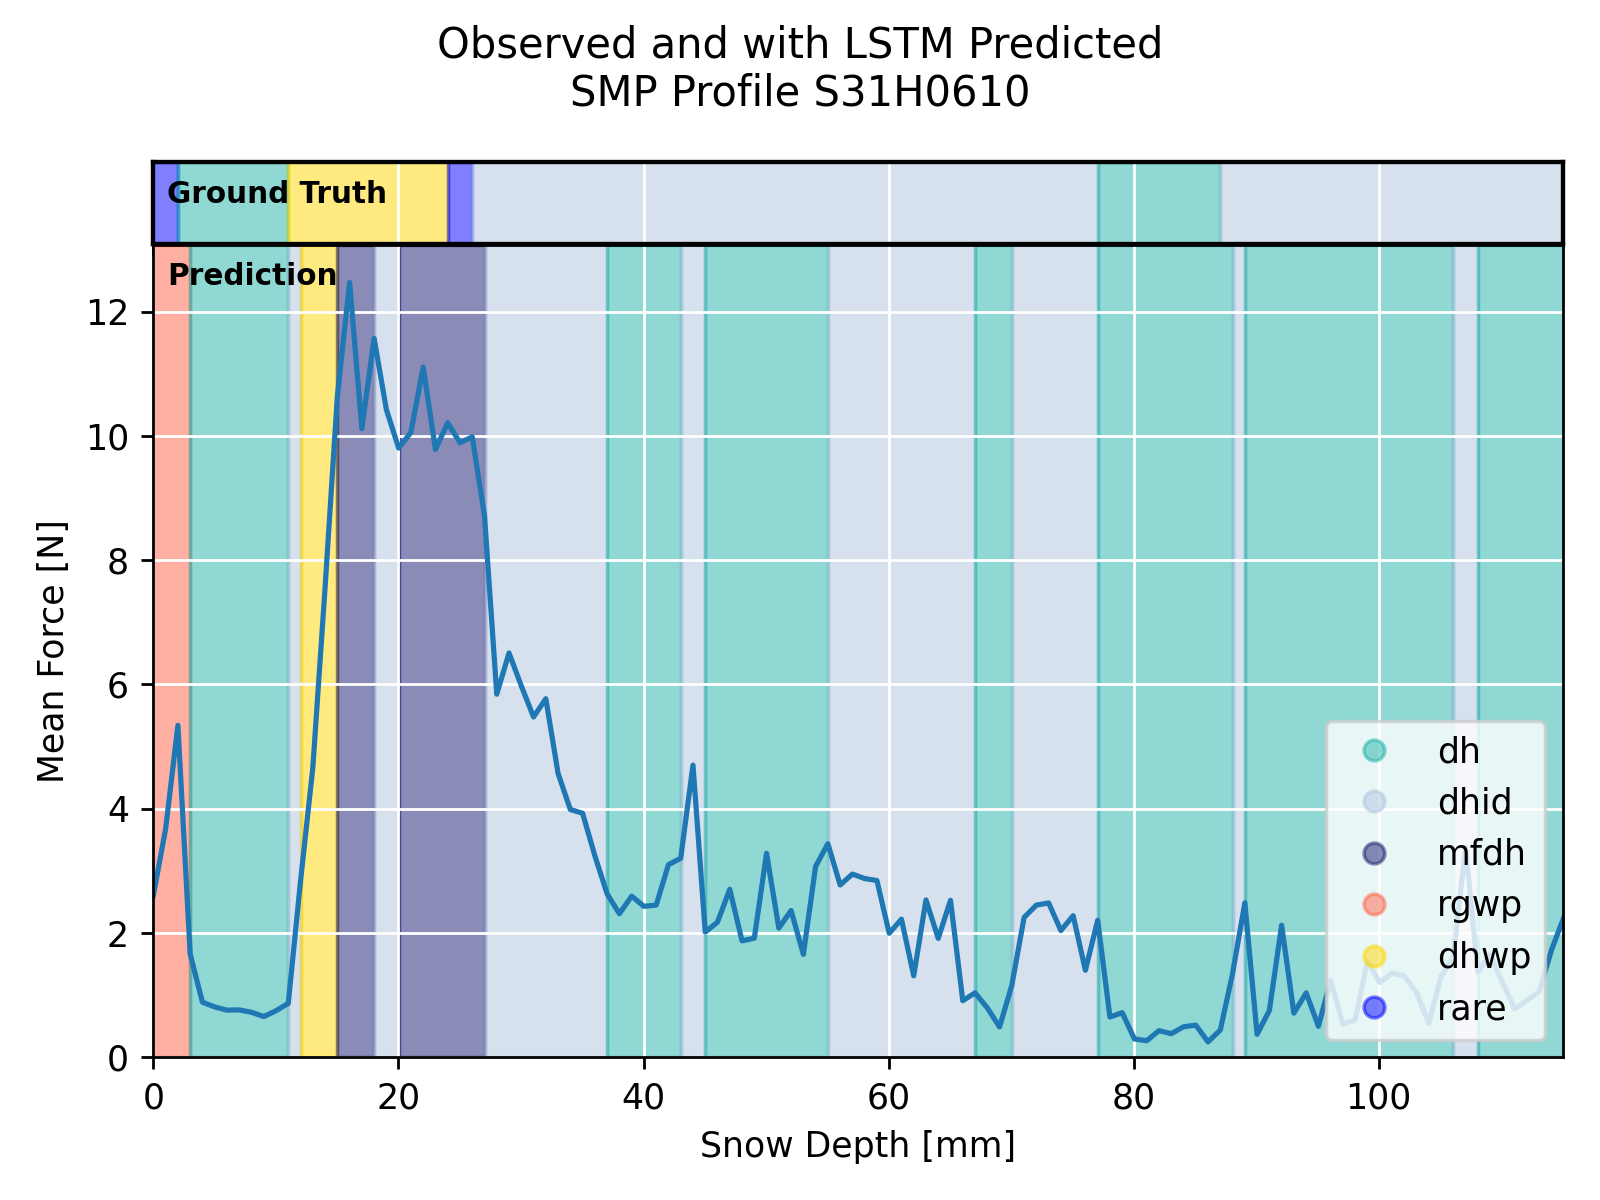 Observed and with LSTM Predicted
SMP Profile S31H0610
Ground Truth
Prediction
12
10
8
6
4
2
0
Mean Force [N]
dh
dhid
mfdh
rgwp
dhwp
rare
0 20 40 60 80 100
Snow Depth [mm]